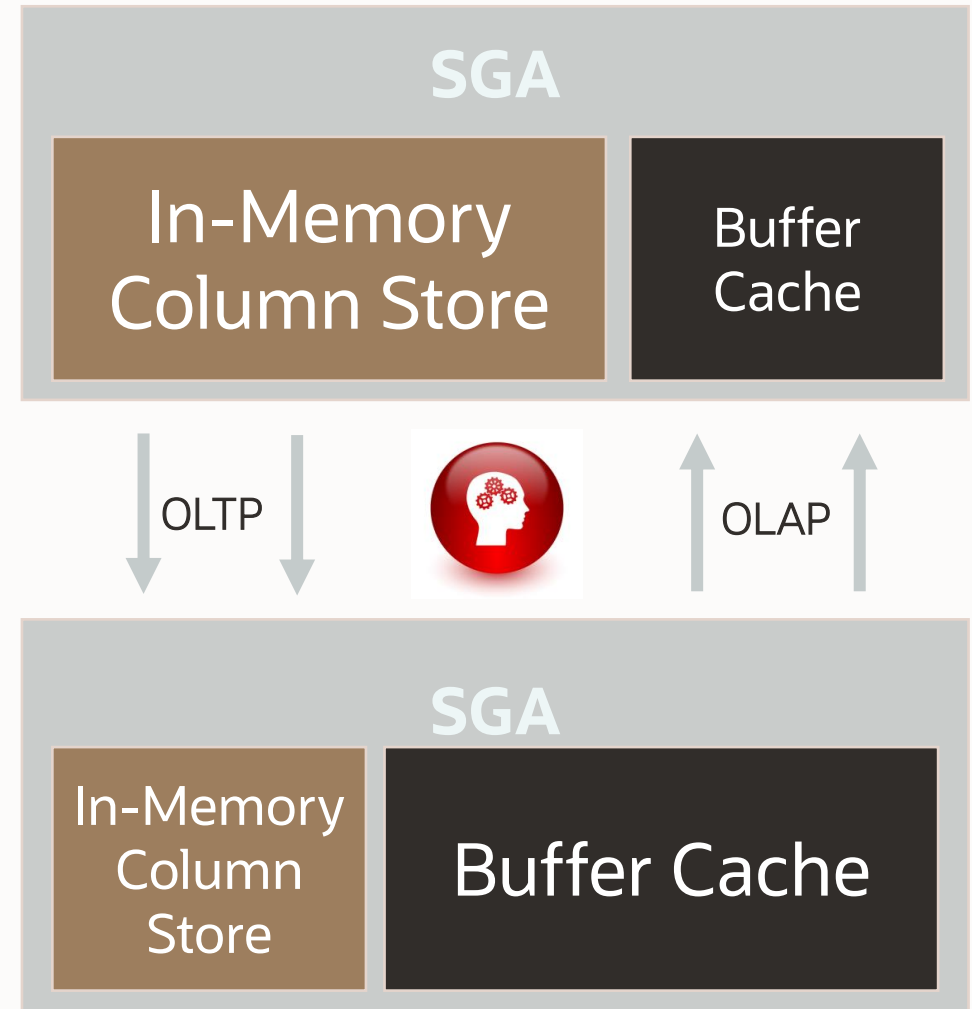 SGA
In-Memory
Column Store
Buffer
Cache
OLTP
OLAP
SGA
In-Memory
Column
Store
Buffer Cache